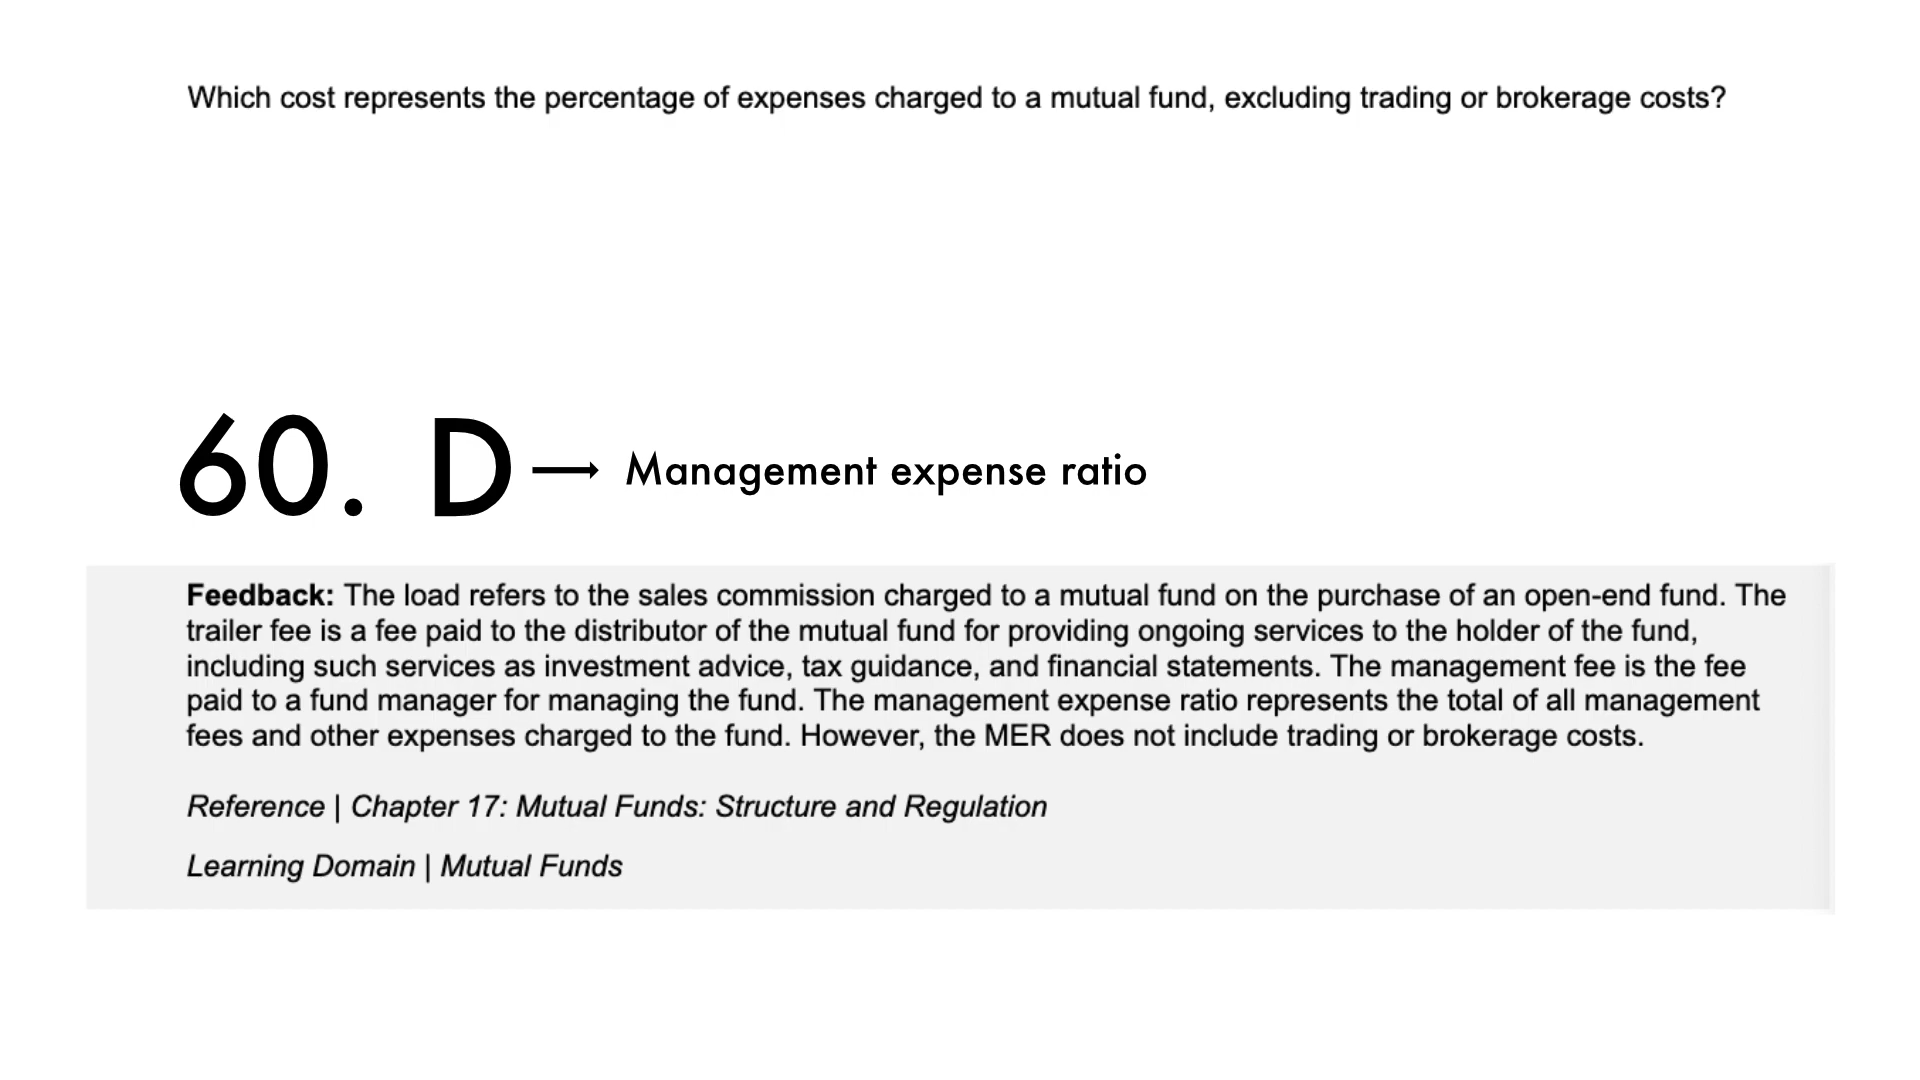 Which cost represents the percentage of expenses charged to a mutual fund, excluding trading or brokerage costs?
60. D → Management expense ratio
Feedback: The load refers to the sales commission charged to a mutual fund on the purchase of an open-end fund. The
trailer fee is a fee paid to the distributor of the mutual fund for providing ongoing services to the holder of the fund,
including such services as investment advice, tax guidance, and financial statements. The management fee is the fee
paid to a fund manager for managing the fund. The management expense ratio represents the total of all management
fees and other expenses charged to the fund. However, the MER does not include trading or brokerage costs.
Reference | Chapter 17: Mutual Funds: Structure and Regulation
Learning Domain | Mutual Funds